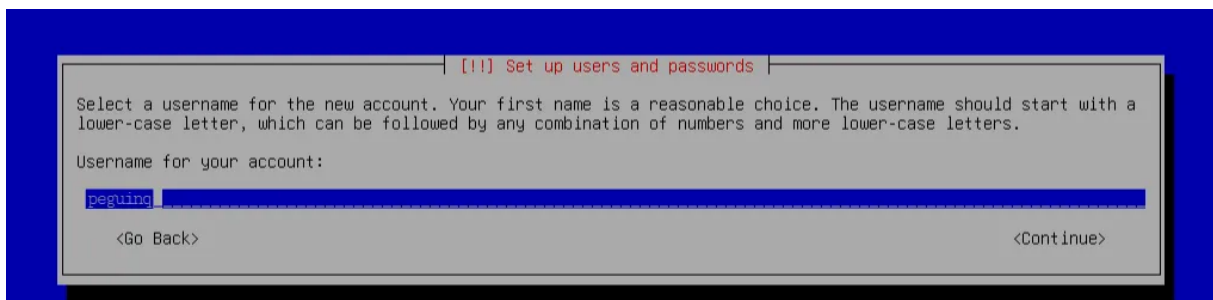 [!!] Set up users and passwords
Select a username for the new account. Your first name is a reasonable choice. The username should start with a
lower-case letter, which can be followed by any combination of numbers and more lower-case letters.
Username for your account:
peguing
<Go Back>
<Continue>